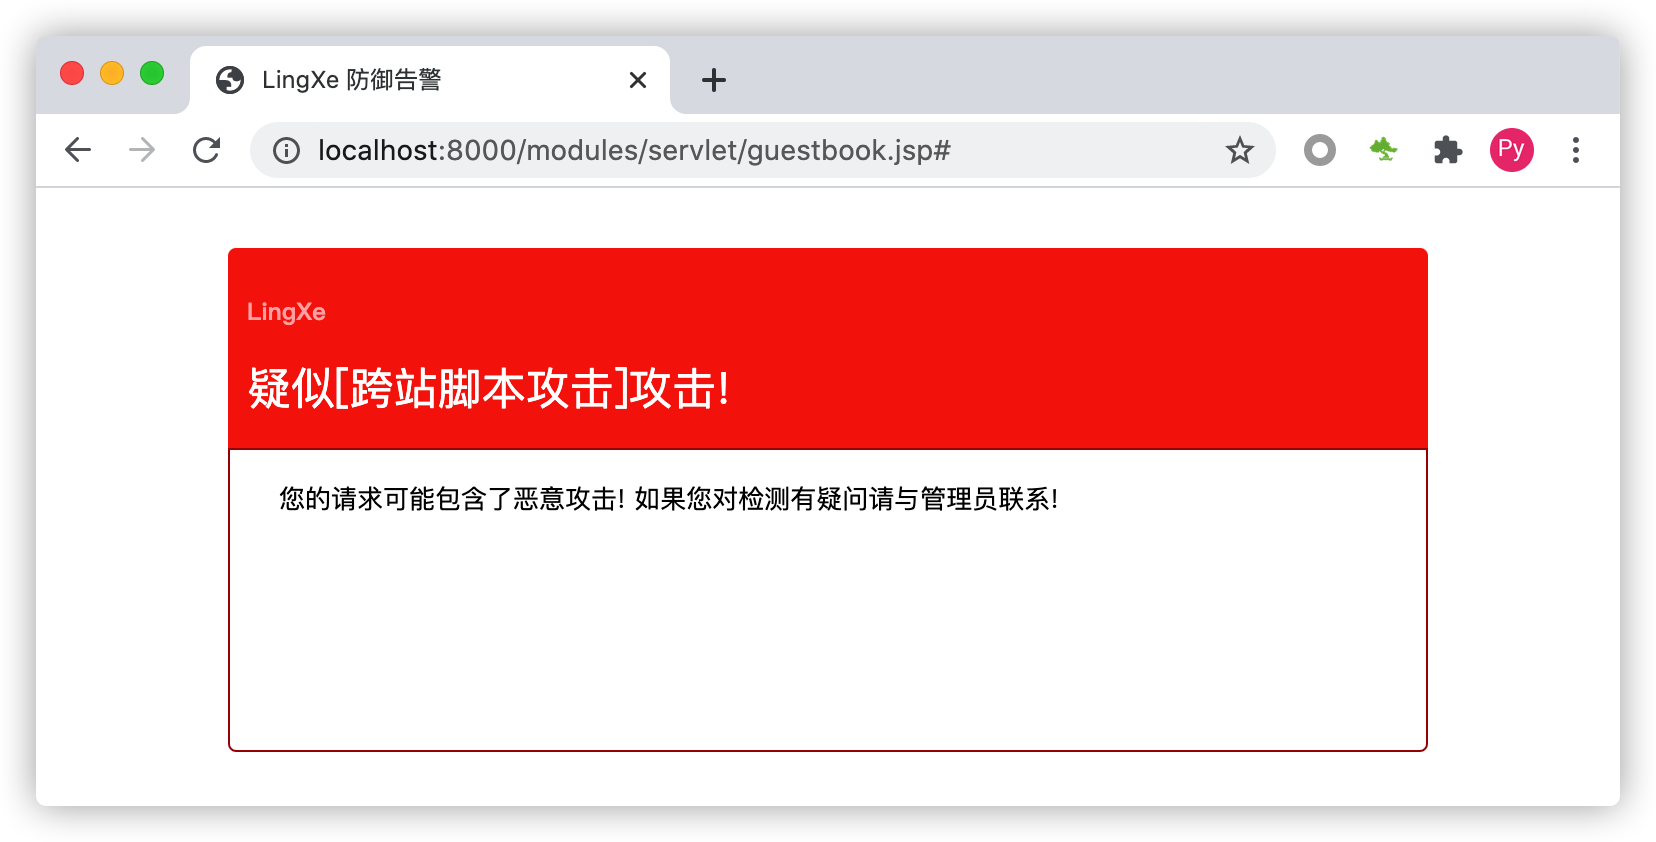 LingXe 防御告警
localhost:8000/modules/servlet/guestbook.jsp#
Py
LingXe
疑似[跨站脚本攻击]攻击!
您的请求可能包含了恶意攻击! 如果您对检测有疑问请与管理员联系!